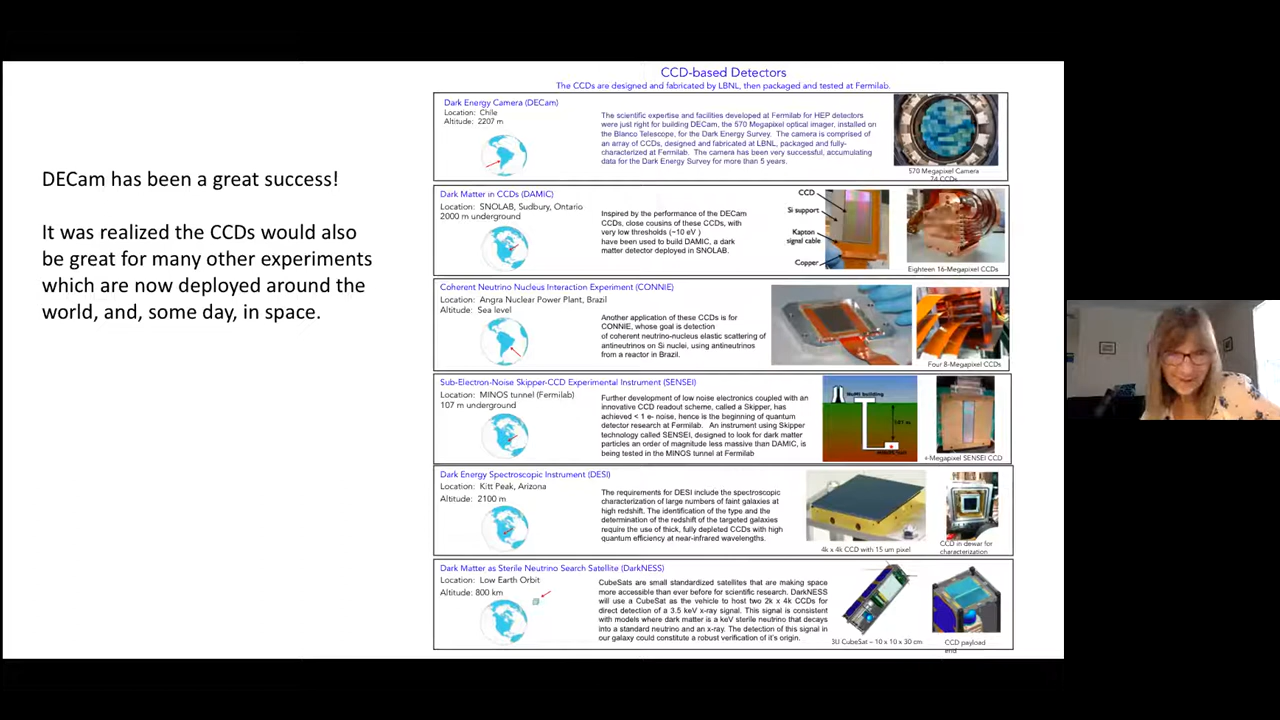 CCD-based Detectors
The CCDs are designed and fabricated by LBNL, then packaged and tested at Fermilab.
DECam has been a great success!
It was realized the CCDs would also
be great for many other experiments
which are now deployed around the
world, and, some day, in space.
Dark Energy Camera (DECam)
Location: Chile
Altitude: 2207 m
The scientific expertise and facilities developed at Fermilab for HEP detectors
were just right for building DECam, the 570 Megapixel optical imager, installed on
the Blanco Telescope, for the Dark Energy Survey. The camera is comprised of
an array of CCDs, designed and fabricated at LBNL, packaged and fully-
characterized at Fermilab. The camera has been very successful, accumulating
data for the Dark Energy Survey for more than 5 years.
570 Megapixel Camera
74 CCDs
Dark Matter in CCDs (DAMIC)
Location: SNOLAB, Sudbury, Ontario
2000 m underground
Inspired by the performance of the DECam
CCDs, close cousins of these CCDs, with
very low thresholds (~10 eV )
have been used to build DAMIC, a dark
matter detector deployed in SNOLAB.
CCD
Si support
Kapton
signal cable
Copper
Eighteen 16-Megapixel CCDs
Coherent Neutrino Nucleus Interaction Experiment (CONNIE)
Location: Angra Nuclear Power Plant, Brazil
Altitude: Sea level
Another application of these CCDs is for
CONNIE, whose goal is detection
of coherent neutrino-nucleus elastic scattering of
antineutrinos on Si nuclei, using antineutrinos
from a reactor in Brazil.
Four 8-Megapixel CCDs
Sub-Electron-Noise Skipper-CCD Experimental Instrument (SENSEI)
Location: MINOS tunnel (Fermilab)
107 m underground
Further development of low noise electronics coupled with an
innovative CCD readout scheme, called a Skipper, has
achieved < 1 e- noise, hence is the beginning of quantum
detector research at Fermilab. An instrument using Skipper
technology called SENSEI, designed to look for dark matter
particles an order of magnitude less massive than DAMIC, is
being tested in the MINOS tunnel at Fermilab
NuMI building
-Megapixel SENSEI CCD
Dark Energy Spectroscopic Instrument (DESI)
Location: Kitt Peak, Arizona
Altitude: 2100 m
The requirements for DESI include the spectroscopic
characterization of large numbers of faint galaxies at
high redshift. The identification of the type and the
determination of the redshift of the targeted galaxies
require the use of thick, fully depleted CCDs with high
quantum efficiency at near-infrared wavelengths.
4k x 4k CCD with 15 um pixel
CCD in dewar for
characterization
Dark Matter as Sterile Neutrino Search Satellite (DarkNESS)
Location: Low Earth Orbit
Altitude: 800 km
CubeSats are small standardized satellites that are making space
more accessible than ever before for scientific research. DarkNESS
will use a CubeSat as the vehicle to host two 2k x 4k CCDs for
direct detection of a 3.5 keV x-ray signal. This signal is consistent
with models where dark matter is a keV sterile neutrino that decays
into a standard neutrino and an x-ray. The detection of this signal in
our galaxy could constitute a robust verification of it's origin.
3U CubeSat – 10 x 10 x 30 cm
CCD payload
end